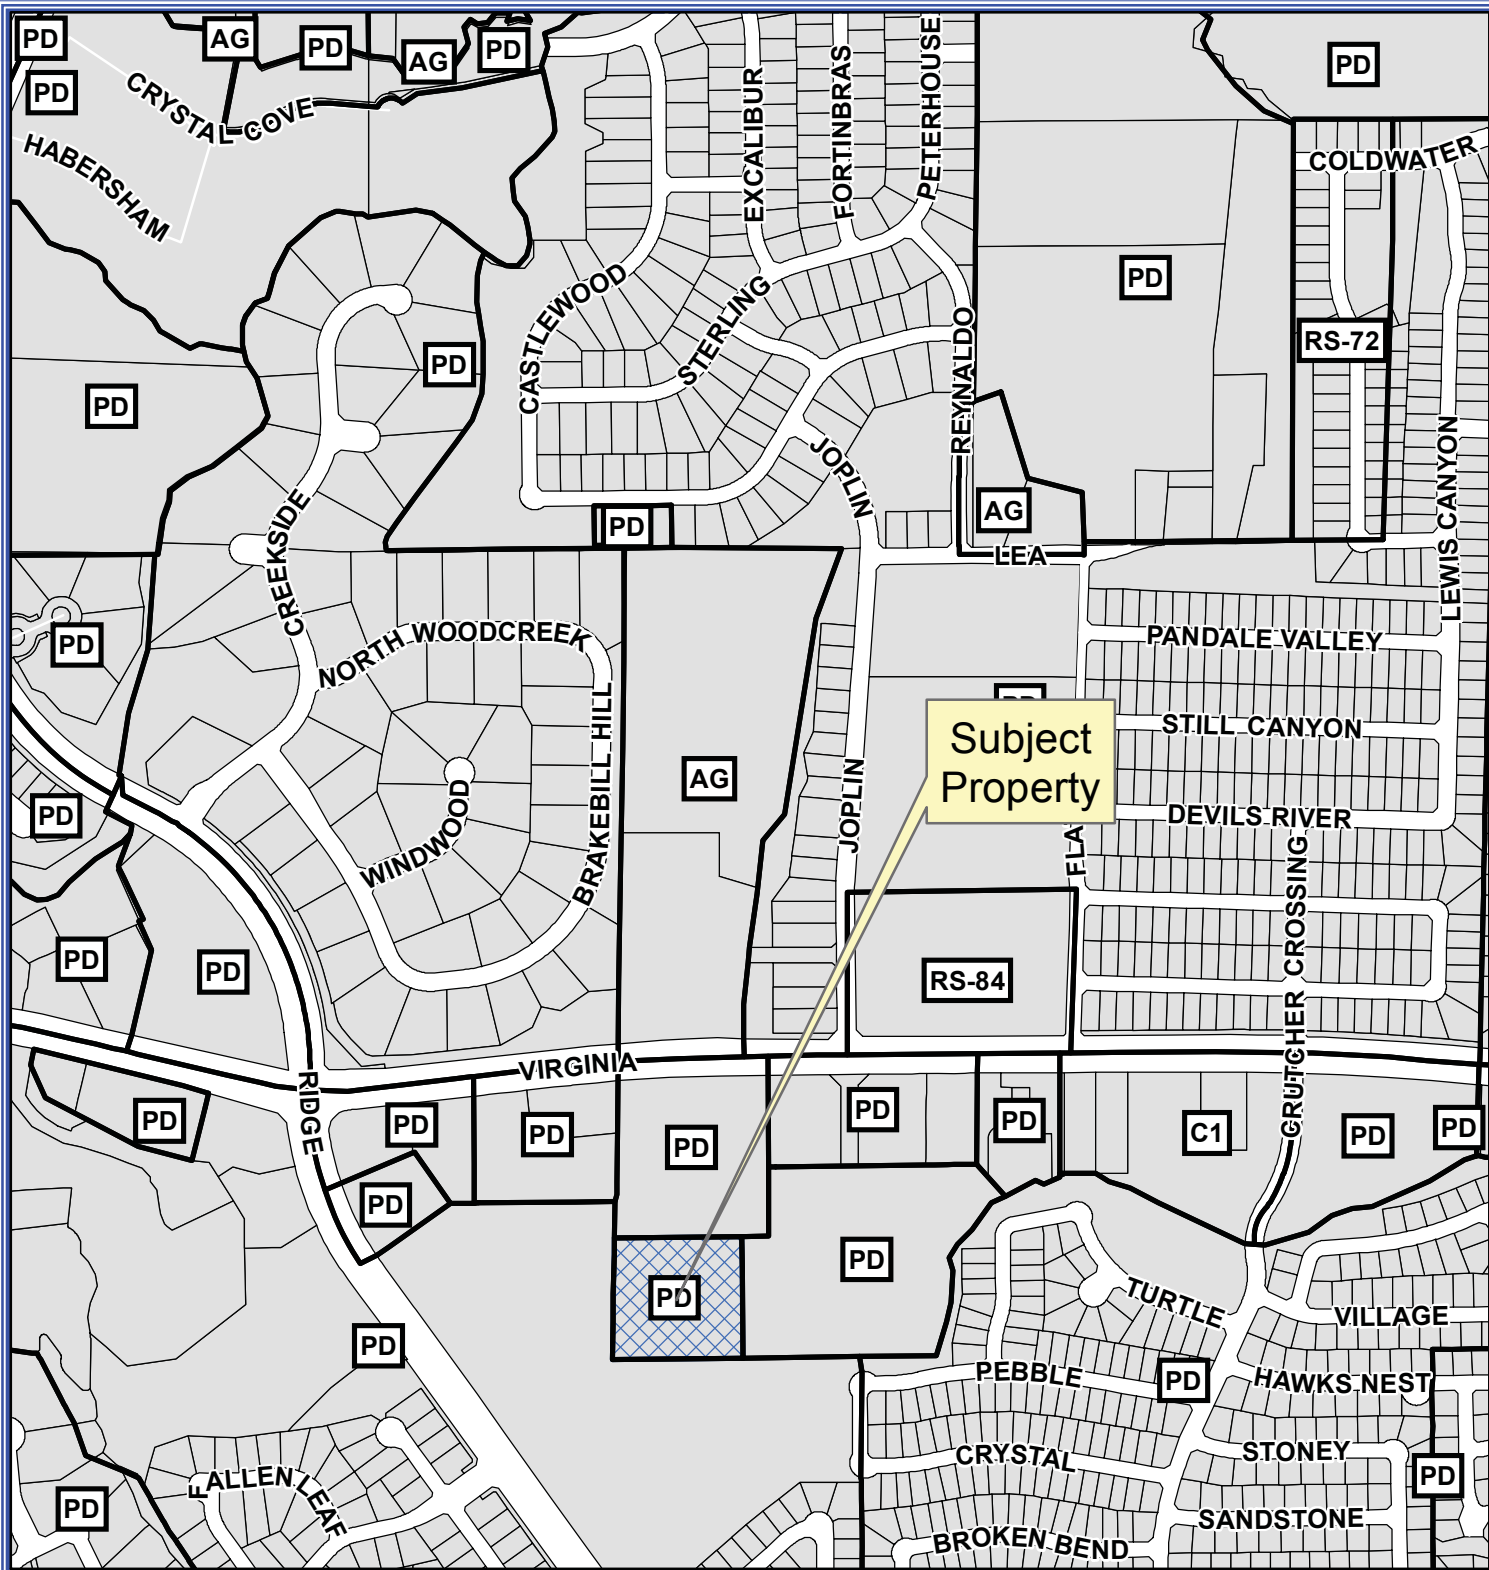 PD
AG
PD
AG
PD
PD
PD
CRYSTAL COVE
HABERSHAM
EXCALIBUR
FORTINBRAS
PETERHOUSE
COLDWATER
PD
CASTLEWOOD
STERLING
REYNALDO
RS-72
PD
PD
JOPLIN
LEWIS CANYON
CREEKSIDE
PD
AG
LEA
PD
NORTH WOODCREEK
PANDALE VALLEY
BRAKEBILL HILL
STILL CANYON
Subject
Property
AG
JOPLIN
DEVILS RIVER
PD
WINDWOOD
FLA
CRUTCHER CROSSING
PD
PD
RS-84
VIRGINIA
RIDGE
PD
PD
PD
PD
PD
PD
C1
PD
PD
PD
PD
PD
TURTLE
VILLAGE
PD
PEBBLE
PD
HAWKS NEST
CRYSTAL
STONEY
PD
FALLEN LEAF
PD
SANDSTONE
BROKEN BEND